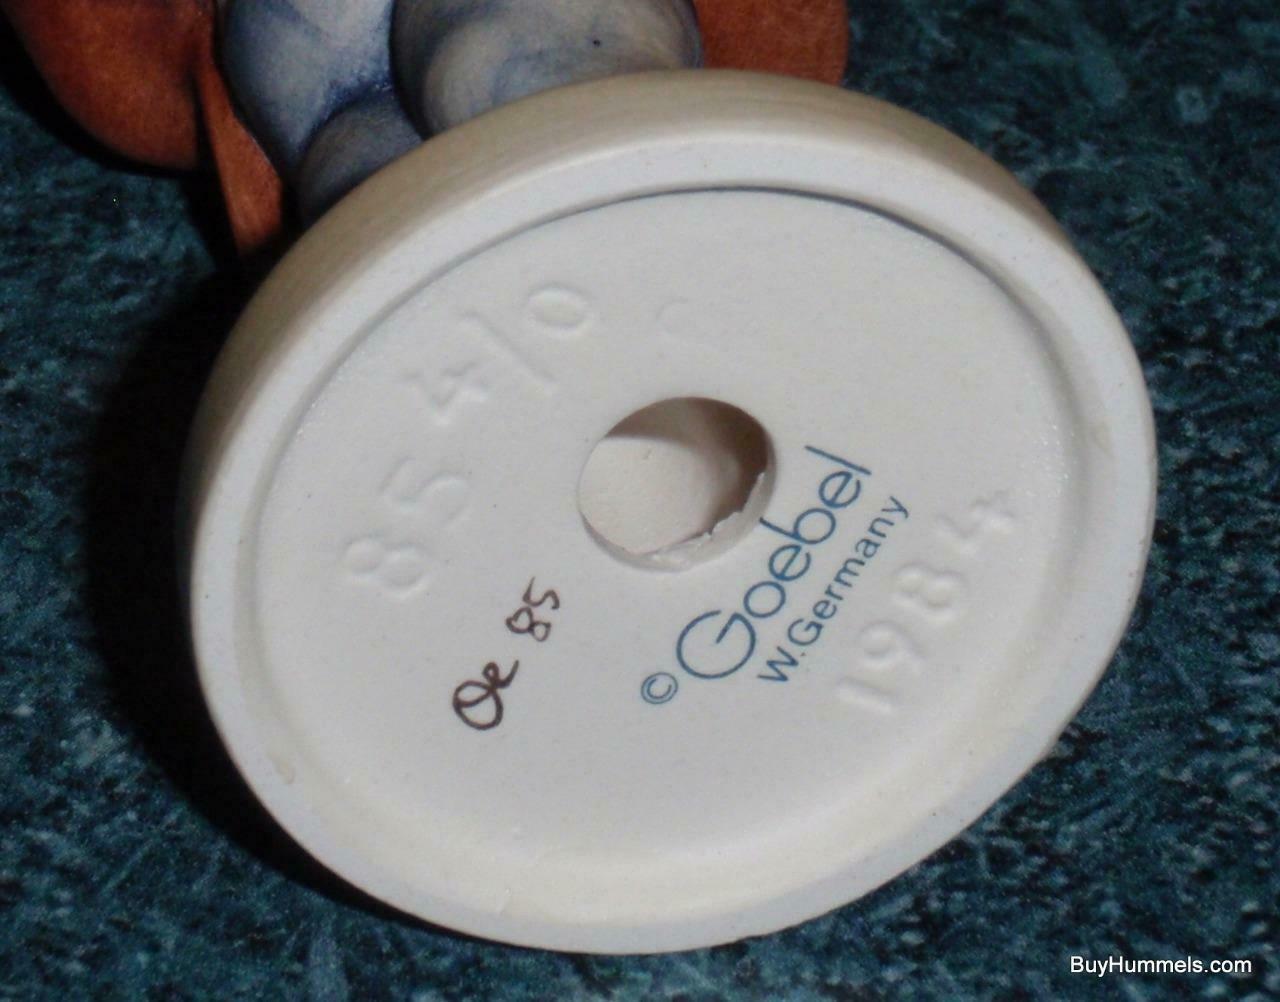 85 4/0
© Goebel
W. Germany
1984
Oe 85
BuyHummels.com